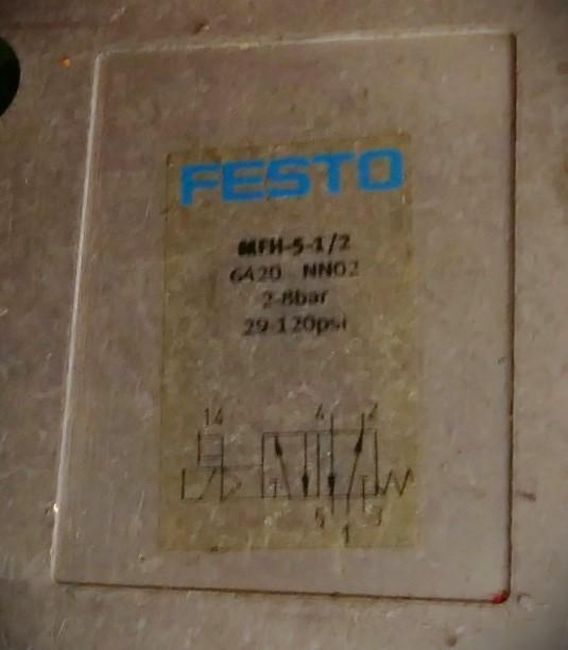 FESTO
MFH-5-1/2
6420 NN02
2-8bar
29-120psi
14 4 2
5 3
1